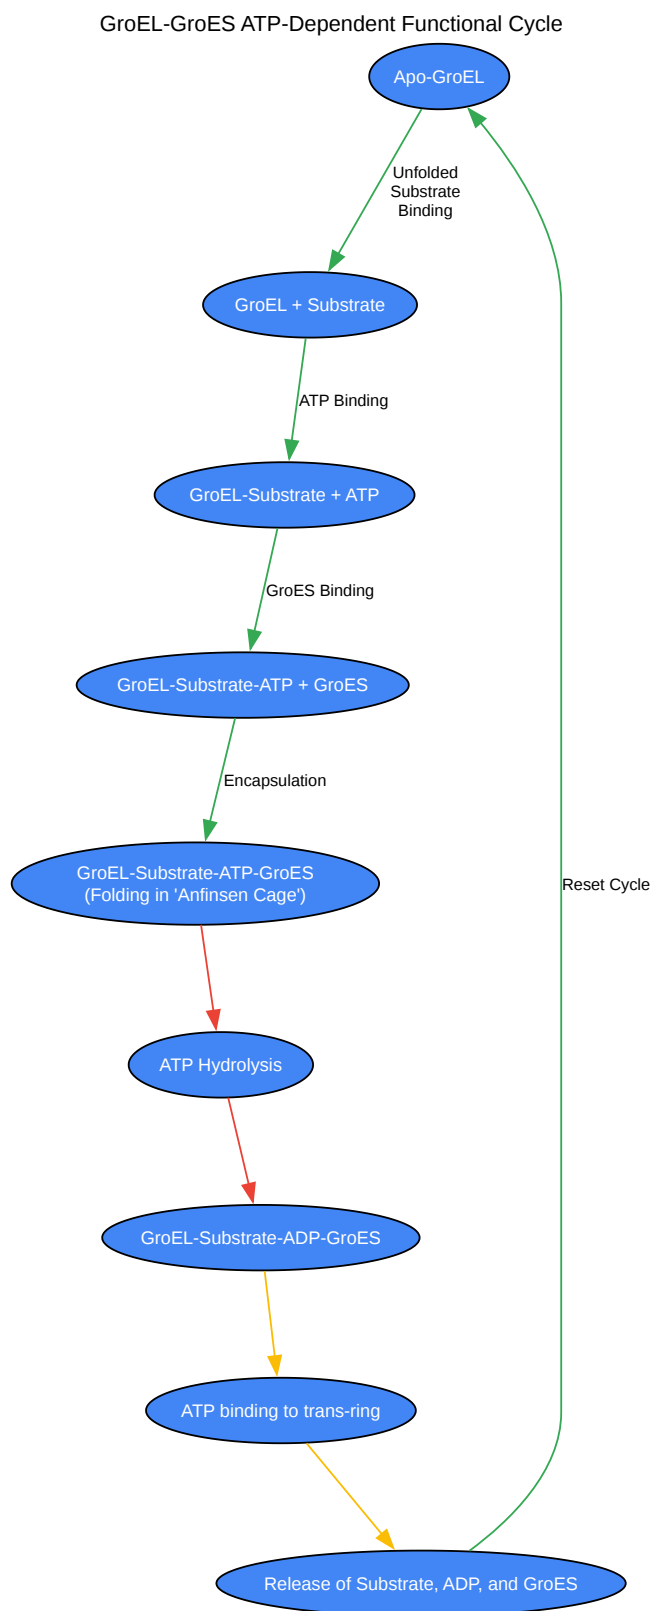 GroEL-GroES ATP-Dependent Functional Cycle
Apo-GroEL
Unfolded
Substrate
Binding
GroEL + Substrate
ATP Binding
GroEL-Substrate + ATP
GroES Binding
GroEL-Substrate-ATP + GroES
Encapsulation
GroEL-Substrate-ATP-GroES
(Folding in 'Anfinsen Cage')
Reset Cycle
ATP Hydrolysis
GroEL-Substrate-ADP-GroES
ATP binding to trans-ring
Release of Substrate, ADP, and GroES